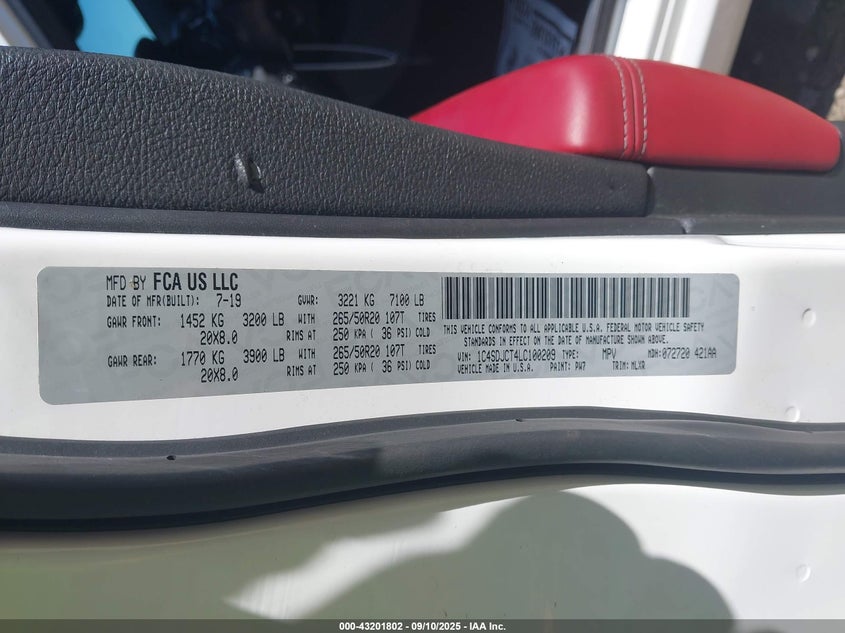 MFD BY FCA US LLC
DATE OF MFR(BUILT): 7-19 GVWR: 3221 KG 7100 LB
GAWR FRONT: 1452 KG 3200 LB WITH 265/50R20 107T TIRES
20X8.0 RIMS AT 250 KPA ( 36 PSI) COLD
GAWR REAR: 1770 KG 3900 LB WITH 265/50R20 107T TIRES
20X8.0 RIMS AT 250 KPA ( 36 PSI) COLD
THIS VEHICLE CONFORMS TO ALL APPLICABLE U.S.A. FEDERAL MOTOR VEHICLE SAFETY
STANDARDS IN EFFECT ON THE DATE OF MANUFACTURE SHOWN ABOVE.
VIN: 1C4SDJCT4LC100209 TYPE: MPV MDH: 072720 421AA
VEHICLE MADE IN U.S.A. PAINT: PW7 TRIM: MLXR
000-43201802 - 09/10/2025 - IAA Inc.